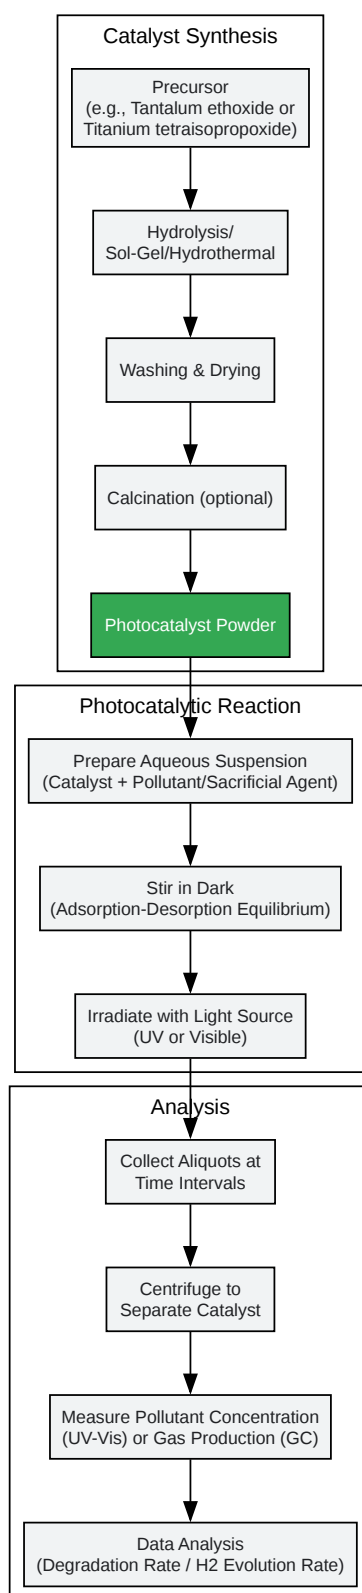 Catalyst Synthesis
Precursor
(e.g., Tantalum ethoxide or
Titanium tetraisopropoxide)
Hydrolysis/
Sol-Gel/Hydrothermal
Washing & Drying
Calcination (optional)
Photocatalyst Powder
Photocatalytic Reaction
Prepare Aqueous Suspension
(Catalyst + Pollutant/Sacrificial Agent)
Stir in Dark
(Adsorption-Desorption Equilibrium)
Irradiate with Light Source
(UV or Visible)
Analysis
Collect Aliquots at
Time Intervals
Centrifuge to
Separate Catalyst
Measure Pollutant Concentration
(UV-Vis) or Gas Production (GC)
Data Analysis
(Degradation Rate / H2 Evolution Rate)